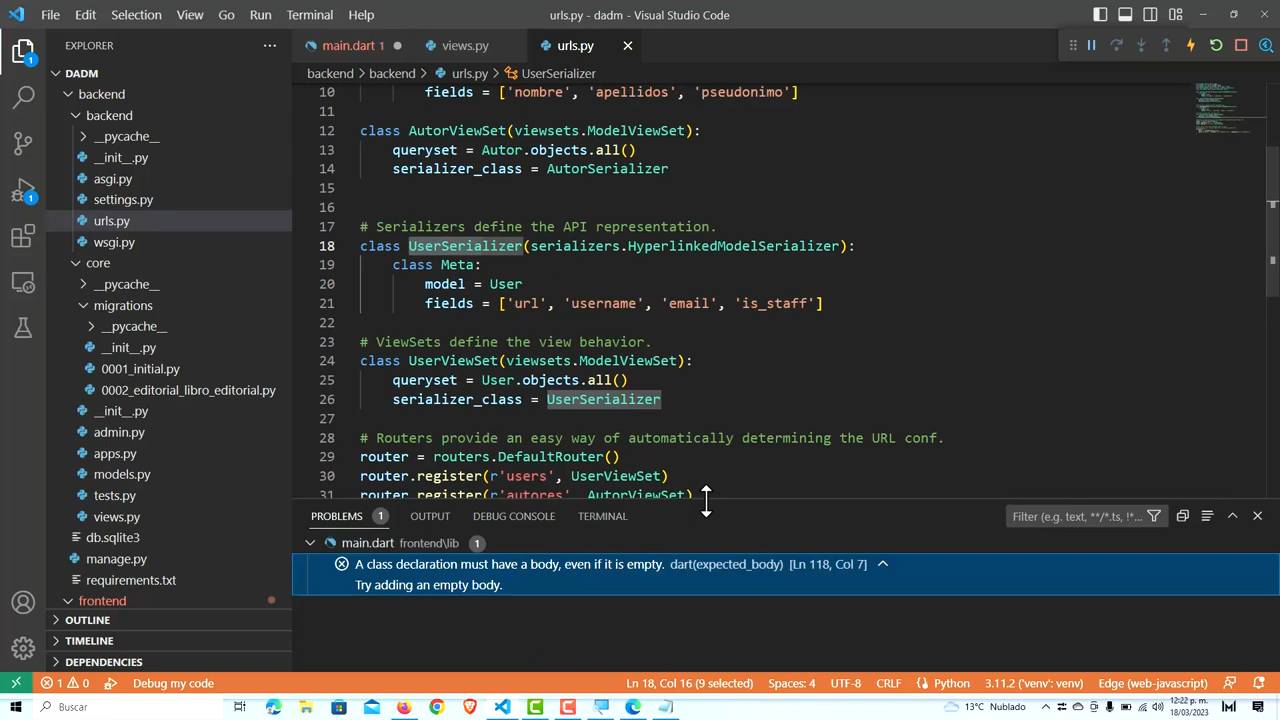 File Edit Selection View Go Run Terminal Help
urls.py - Visual Studio Code
EXPLORER
DADM
backend
backend
__pycache__
__init__.py
asgi.py
settings.py
urls.py
wsgi.py
core
__pycache__
migrations
__pycache__
__init__.py
0001_initial.py
0002_editorial_libro_editorial.py
__init__.py
admin.py
apps.py
models.py
tests.py
views.py
db.sqlite3
manage.py
requirements.txt
frontend
OUTLINE
TIMELINE
DEPENDENCIES
1
1
main.dart 1
views.py
urls.py
backend > backend > urls.py > UserSerializer
10 fields = ['nombre', 'apellidos', 'pseudonimo']
11
12 class AutorViewSet(viewsets.ModelViewSet):
13 queryset = Autor.objects.all()
14 serializer_class = AutorSerializer
15
16
17 # Serializers define the API representation.
18 class UserSerializer(serializers.HyperlinkedModelSerializer):
19 class Meta:
20 model = User
21 fields = ['url', 'username', 'email', 'is_staff']
22
23 # ViewSets define the view behavior.
24 class UserViewSet(viewsets.ModelViewSet):
25 queryset = User.objects.all()
26 serializer_class = UserSerializer
27
28 # Routers provide an easy way of automatically determining the URL conf.
29 router = routers.DefaultRouter()
30 router.register(r'users', UserViewSet)
31 router.register(r'autores', AutorViewSet)
PROBLEMS 1 OUTPUT DEBUG CONSOLE TERMINAL
Filter (e.g. text, **/*.ts, !*...
main.dart frontend\lib 1
A class declaration must have a body, even if it is empty. dart(expected_body) [Ln 118, Col 7]
Try adding an empty body.
1 0 Debug my code
Ln 18, Col 16 (9 selected) Spaces: 4 UTF-8 CRLF Python 3.11.2 ('venv': venv) Edge (web-javascript)
Buscar
13°C Nublado
12:22 p. m.
18/03/2023